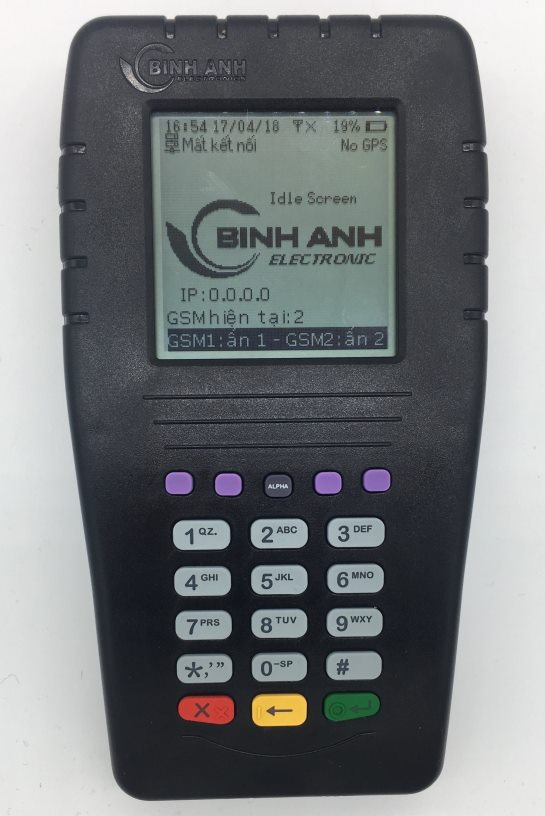 BINH ANH
ELECTRONICS
16:54 17/04/18 19%
Mất kết nối No GPS
Idle Screen
BINH ANH
ELECTRONIC
IP:0.0.0.0
GSM hiện tại:2
GSM1:ấn 1 - GSM2:ấn 2
ALPHA
1 QZ. 2 ABC 3 DEF
4 GHI 5 JKL 6 MNO
7 PRS 8 TUV 9 WXY
*,'" 0 -SP #